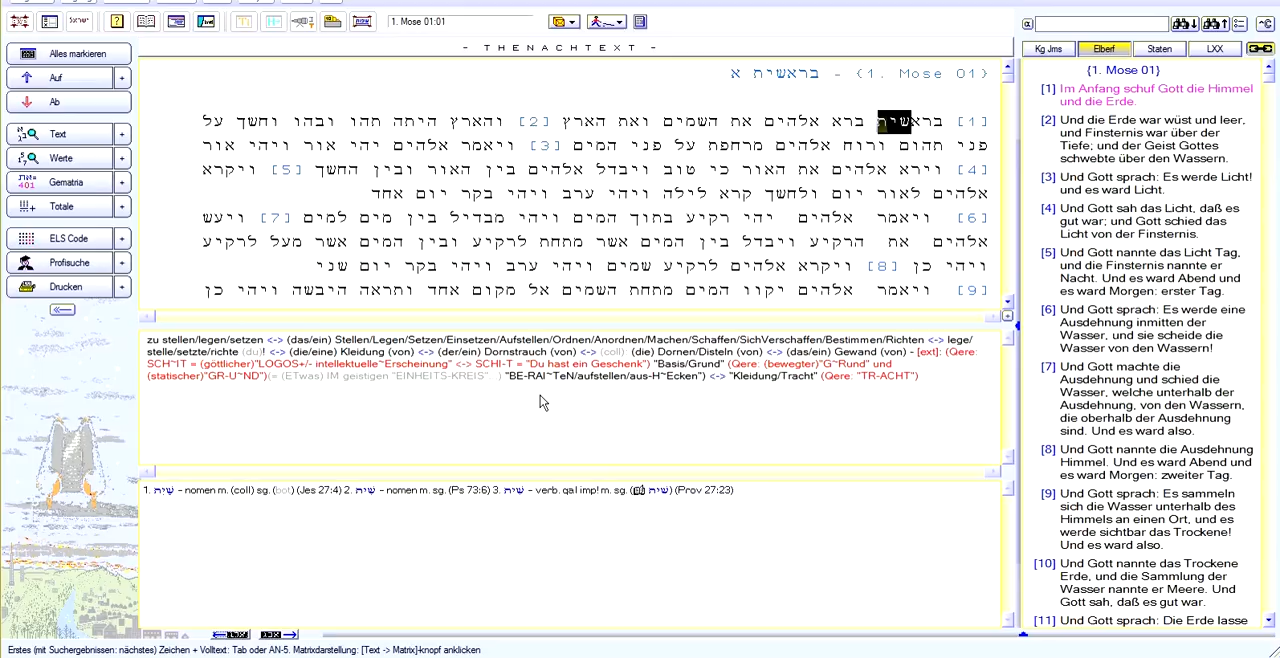 1. Mose 01:01
Alles markieren
Auf
+
Ab
Text
+
Werte
+
Gematria
+
401
Totale
+
ELS Code
+
Profisuche
+
Drucken
+
- THENACHTEXT -
{1. Mose 01} - בראשית א
[1] בראשית ברא אלהים את השמים ואת הארץ [2] והארץ היתה תהו ובהו וחשך על
פני תהום ורוח אלהים מרחפת על פני המים [3] ויאמר אלהים יהי אור ויהי אור
[4] וירא אלהים את האור כי טוב ויבדל אלהים בין האור ובין החשך [5] ויקרא
אלהים לאור יום ולחשך קרא לילה ויהי ערב ויהי בקר יום אחד
[6] ויאמר אלהים יהי רקיע בתוך המים ויהי מבדיל בין מים למים [7] ויעש
אלהים את הרקיע ויבדל בין המים אשר מתחת לרקיע ובין המים אשר מעל לרקיע
ויהי כן [8] ויקרא אלהים לרקיע שמים ויהי ערב ויהי בקר יום שני
[9] ויאמר אלהים יקוו המים מתחת השמים אל מקום אחד ותראה היבשה ויהי כן
zu stellen/legen/setzen <-> (das/ein) Stellen/Legen/Setzen/Einsetzen/Aufstellen/Ordnen/Anordnen/Machen/Schaffen/SichVerschaffen/Bestimmen/Richten <-> lege/
stelle/setzte/richte (du)! <-> (die/eine) Kleidung (von) <-> (der/ein) Dornstrauch (von) <-> (coll) (die) Dornen/Disteln (von) <-> (das/ein) Gewand (von) - [ext]: (Qere:
SCH~IT = (göttlicher)"LOGOS+/- intellektuelle~Erscheinung" <-> SCHI-T = "Du hast ein Geschenk") "Basis/Grund" (Qere: (bewegter)"G~Rund" und
(statischer)"GR-U~ND")(= (ETwas) IM geistigen "EINHEITS-KREIS" ) "BE-RAI~TeN/aufstellen/aus-H~Ecken") <-> "Kleidung/Tracht" (Qere: "TR-ACHT")
1. שַׁיִת - nomen m. (coll) sg. (bot) (Jes 27:4) 2. שִׁית - nomen m. sg. (Ps 73:6) 3. שִׁית - verb. qal imp! m. sg. (שׁית) (Prov 27:23)
Kg Jms
Elberf
Staten
LXX
{1. Mose 01}
[1] Im Anfang schuf Gott die Himmel
und die Erde.
[2] Und die Erde war wüst und leer,
und Finsternis war über der
Tiefe; und der Geist Gottes
schwebte über den Wassern.
[3] Und Gott sprach: Es werde Licht!
und es ward Licht.
[4] Und Gott sah das Licht, daß es
gut war; und Gott schied das
Licht von der Finsternis.
[5] Und Gott nannte das Licht Tag,
und die Finsternis nannte er
Nacht. Und es ward Abend und
es ward Morgen: erster Tag.
[6] Und Gott sprach: Es werde eine
Ausdehnung inmitten der
Wasser, und sie scheide die
Wasser von den Wassern!
[7] Und Gott machte die
Ausdehnung und schied die
Wasser, welche unterhalb der
Ausdehnung, von den Wassern,
die oberhalb der Ausdehnung
sind. Und es ward also.
[8] Und Gott nannte die Ausdehnung
Himmel. Und es ward Abend und
es ward Morgen: zweiter Tag.
[9] Und Gott sprach: Es sammeln
sich die Wasser unterhalb des
Himmels an einen Ort, und es
werde sichtbar das Trockene!
Und es ward also.
[10] Und Gott nannte das Trockene
Erde, und die Sammlung der
Wasser nannte er Meere. Und
Gott sah, daß es gut war.
[11] Und Gott sprach: Die Erde lasse
Erstes (mit Suchergebnissen: nächstes) Zeichen + Volltext: Tab oder AN-5. Matrixdarstellung: [Text -> Matrix]-knopf anklicken